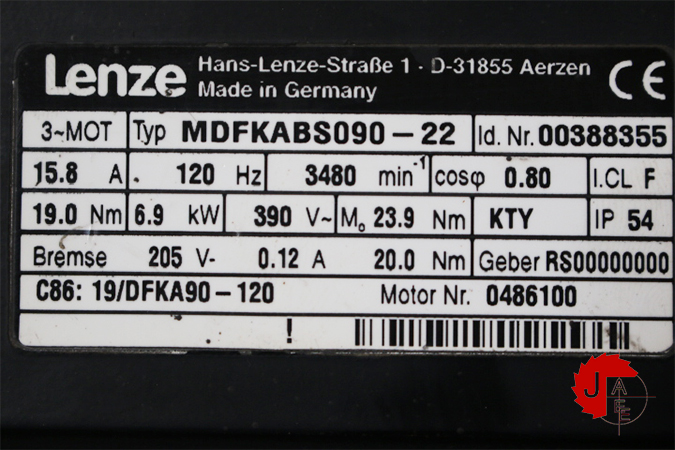 Lenze Hans-Lenze-Straße 1 · D-31855 Aerzen CE
Made in Germany
3~MOT Typ MDFKABS090-22 Id. Nr. 00388355
15.8 A . 120 Hz 3480 min-1 cosφ 0.80 I.CL F
19.0 Nm 6.9 kW 390 V~ Mo 23.9 Nm KTY IP 54
Bremse 205 V- 0.12 A 20.0 Nm Geber RS00000000
C86: 19/DFKA90-120 Motor Nr. 0486100
!
J A